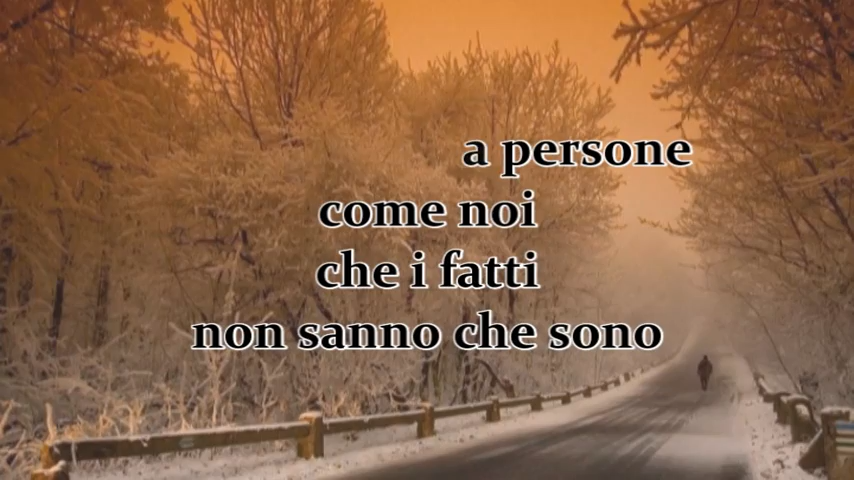 a persone
come noi
che i fatti
non sanno che sono